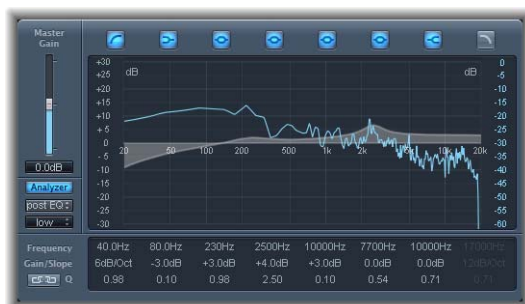 Master
Gain
+30 dB dB 0
+25 -5
+20 -10
+15 -15
+10 -20
+5 -25
0 20 50 100 200 500 1k 2k 5k 10k 20k -30
-5 -35
-10 -40
-15 -45
-20 -50
-25 -55
-30 -60
0.0dB
Analyzer
post EQ
low
Frequency 40.0Hz 80.0Hz 230Hz 2500Hz 10000Hz 7700Hz 10000Hz 17000Hz
Gain/Slope 6dB/Oct -3.0dB +3.0dB +4.0dB +3.0dB 0.0dB 0.0dB 12dB/Oct
Q 0.98 0.10 0.98 2.50 0.10 0.54 0.71 0.71